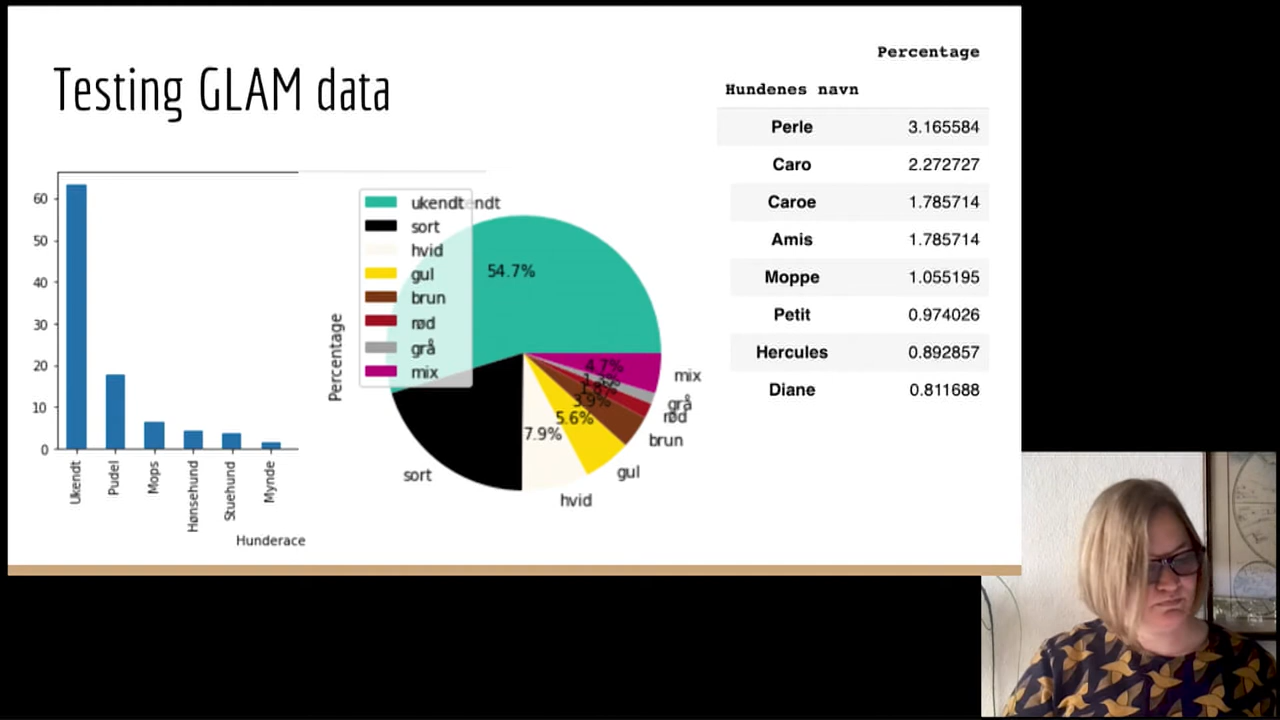 Testing GLAM data
60
50
40
30
20
10
0
Ukendt
Pudel
Mops
Hønsehund
Stuehund
Mynde
Hunderace
Percentage
ukendt
sort
hvid
gul
brun
rød
grå
mix
54.7%
4.7%
3.9%
5.6%
7.9%
mix
grå
rød
brun
gul
hvid
sort
Percentage
Hundenes navn
Perle 3.165584
Caro 2.272727
Caroe 1.785714
Amis 1.785714
Moppe 1.055195
Petit 0.974026
Hercules 0.892857
Diane 0.811688